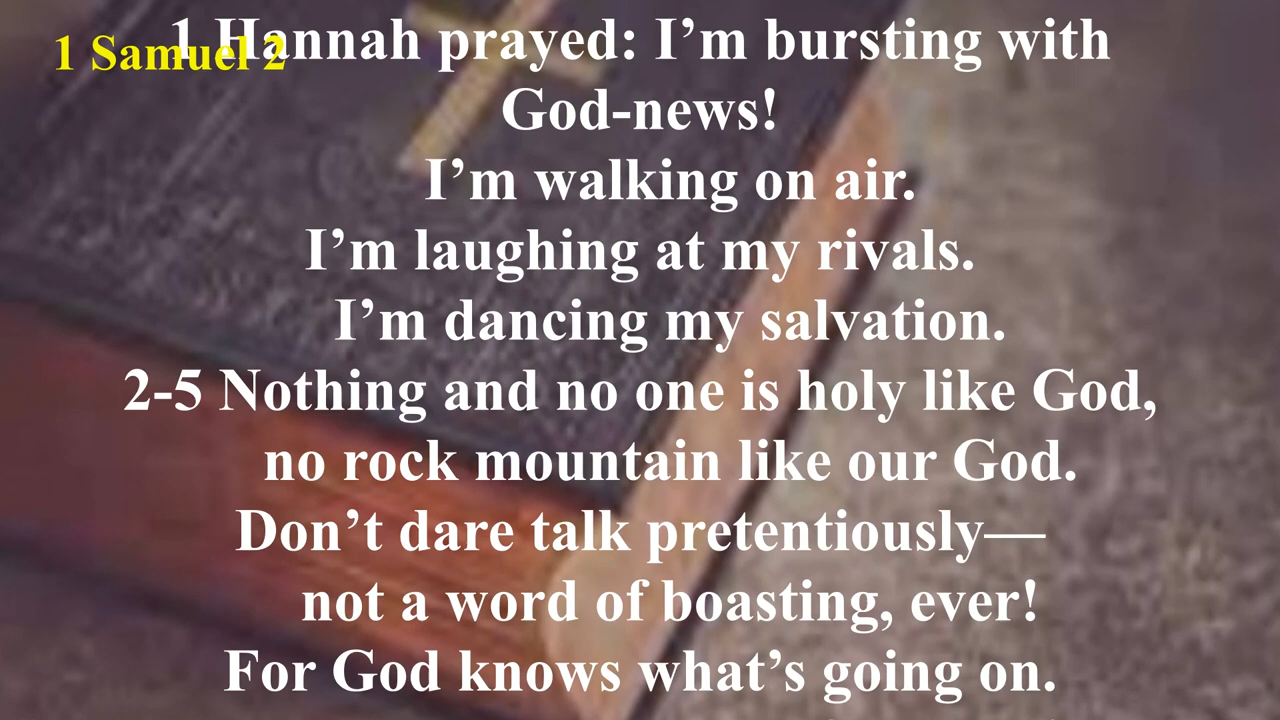 1 Samuel 2
1 Hannah prayed: I’m bursting with
God-news!
I’m walking on air.
I’m laughing at my rivals.
I’m dancing my salvation.
2-5 Nothing and no one is holy like God,
no rock mountain like our God.
Don’t dare talk pretentiously—
not a word of boasting, ever!
For God knows what’s going on.